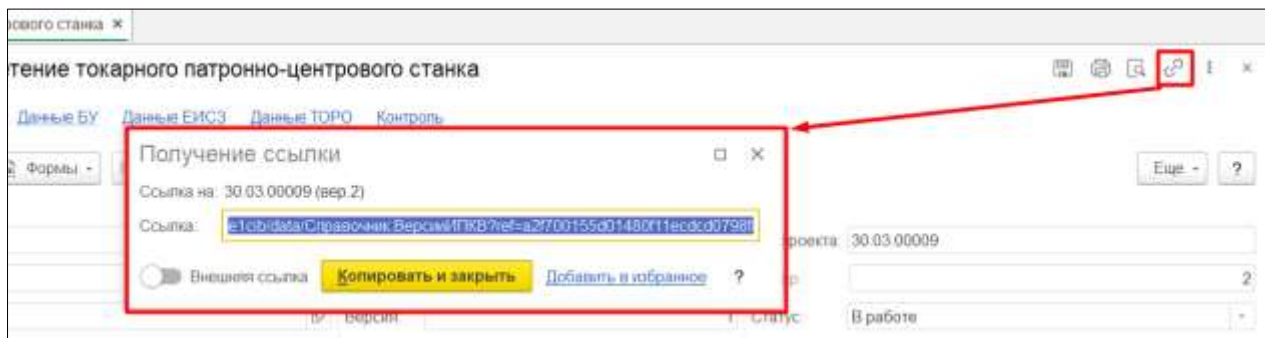 рового станка ×
тение токарного патронно-центрового станка
Данные БУ Данные ЕИСЗ Данные ТОРО Контроль
Формы
Еще
?
Получение ссылки
Ссылка на: 30.03.00009 (вер.2)
Ссылка: e1cib/data/Справочник.ВерсииИПКВ?ref=a2f700155d01480f11ecdcd0798f
Внешняя ссылка Копировать и закрыть Добавить в избранное ?
роекта: 30.03.00009
2
Версия: 1 Статус: В работе